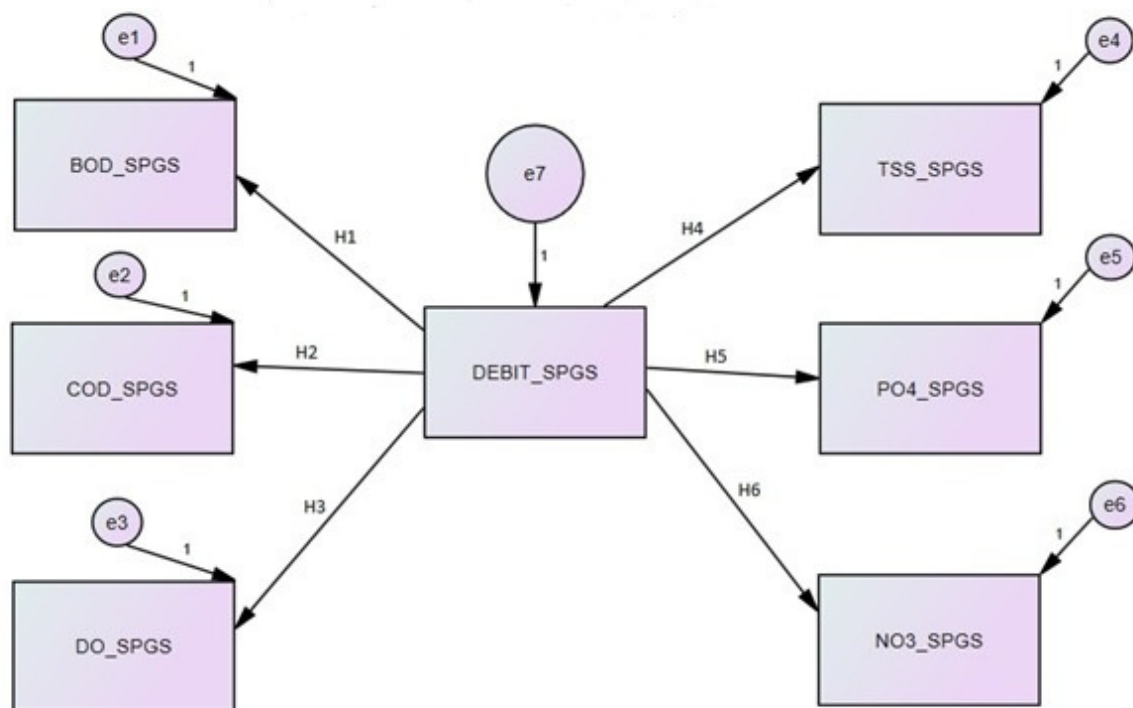 e1
1
BOD_SPGS
e4
1
TSS_SPGS
e7
1
H1
H4
e2
1
COD_SPGS
H2
DEBIT_SPGS
H5
e5
1
PO4_SPGS
e3
1
DO_SPGS
H3
H6
e6
1
NO3_SPGS